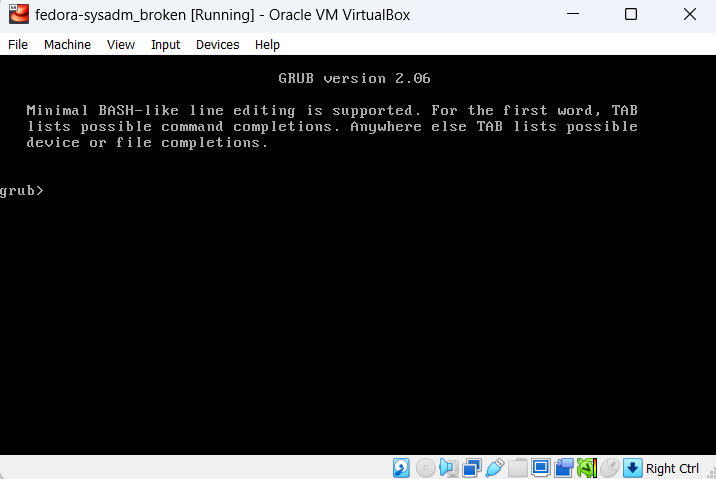 fedora-sysadm_broken [Running] - Oracle VM VirtualBox
File Machine View Input Devices Help
GRUB version 2.06
Minimal BASH-like line editing is supported. For the first word, TAB
lists possible command completions. Anywhere else TAB lists possible
device or file completions.
grub>
Right Ctrl